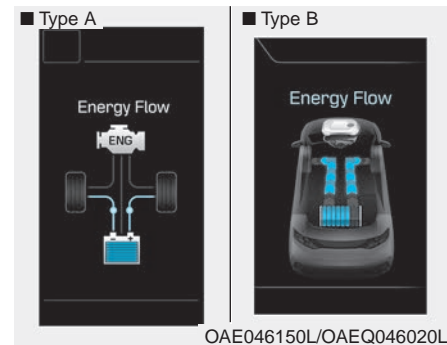 ■ Type A
■ Type B
Energy Flow
ENG
- +
Energy Flow
OAE046150L/OAEQ046020L